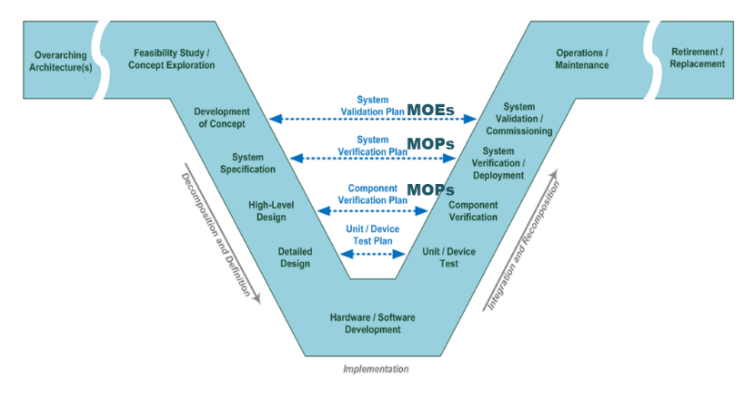 Overarching
Architecture(s)
Feasibility Study /
Concept Exploration
Operations /
Maintenance
Retirement /
Replacement
Development
of Concept
System
Validation Plan MOEs
System Validation /
Commissioning
System
Specification
System
Verification Plan MOPs
System
Verification /
Deployment
High-Level
Design
Component
Verification Plan MOPs
Component
Verification
Detailed
Design
Unit / Device
Test Plan
Unit / Device
Test
Decomposition and Definition
Integration and Recomposition
Hardware / Software
Development
Implementation